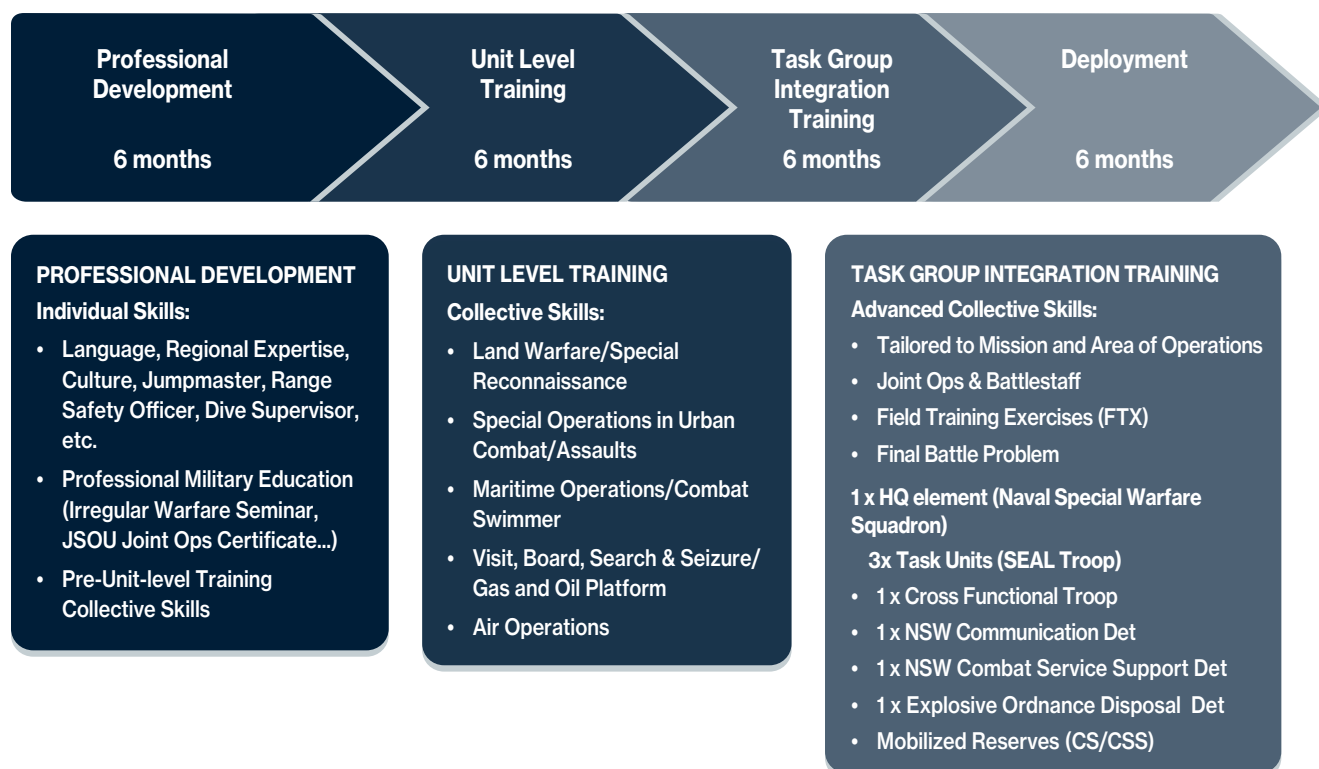 Professional
Development
6 months
Unit Level
Training
6 months
Task Group
Integration
Training
6 months
Deployment
6 months
PROFESSIONAL DEVELOPMENT
Individual Skills:
• Language, Regional Expertise,
Culture, Jumpmaster, Range
Safety Officer, Dive Supervisor,
etc.
• Professional Military Education
(Irregular Warfare Seminar,
JSOU Joint Ops Certificate...)
• Pre-Unit-level Training
Collective Skills
UNIT LEVEL TRAINING
Collective Skills:
• Land Warfare/Special
Reconnaissance
• Special Operations in Urban
Combat/Assaults
• Maritime Operations/Combat
Swimmer
• Visit, Board, Search & Seizure/
Gas and Oil Platform
• Air Operations
TASK GROUP INTEGRATION TRAINING
Advanced Collective Skills:
• Tailored to Mission and Area of Operations
• Joint Ops & Battlestaff
• Field Training Exercises (FTX)
• Final Battle Problem
1 x HQ element (Naval Special Warfare
Squadron)
3x Task Units (SEAL Troop)
• 1 x Cross Functional Troop
• 1 x NSW Communication Det
• 1 x NSW Combat Service Support Det
• 1 x Explosive Ordnance Disposal Det
• Mobilized Reserves (CS/CSS)